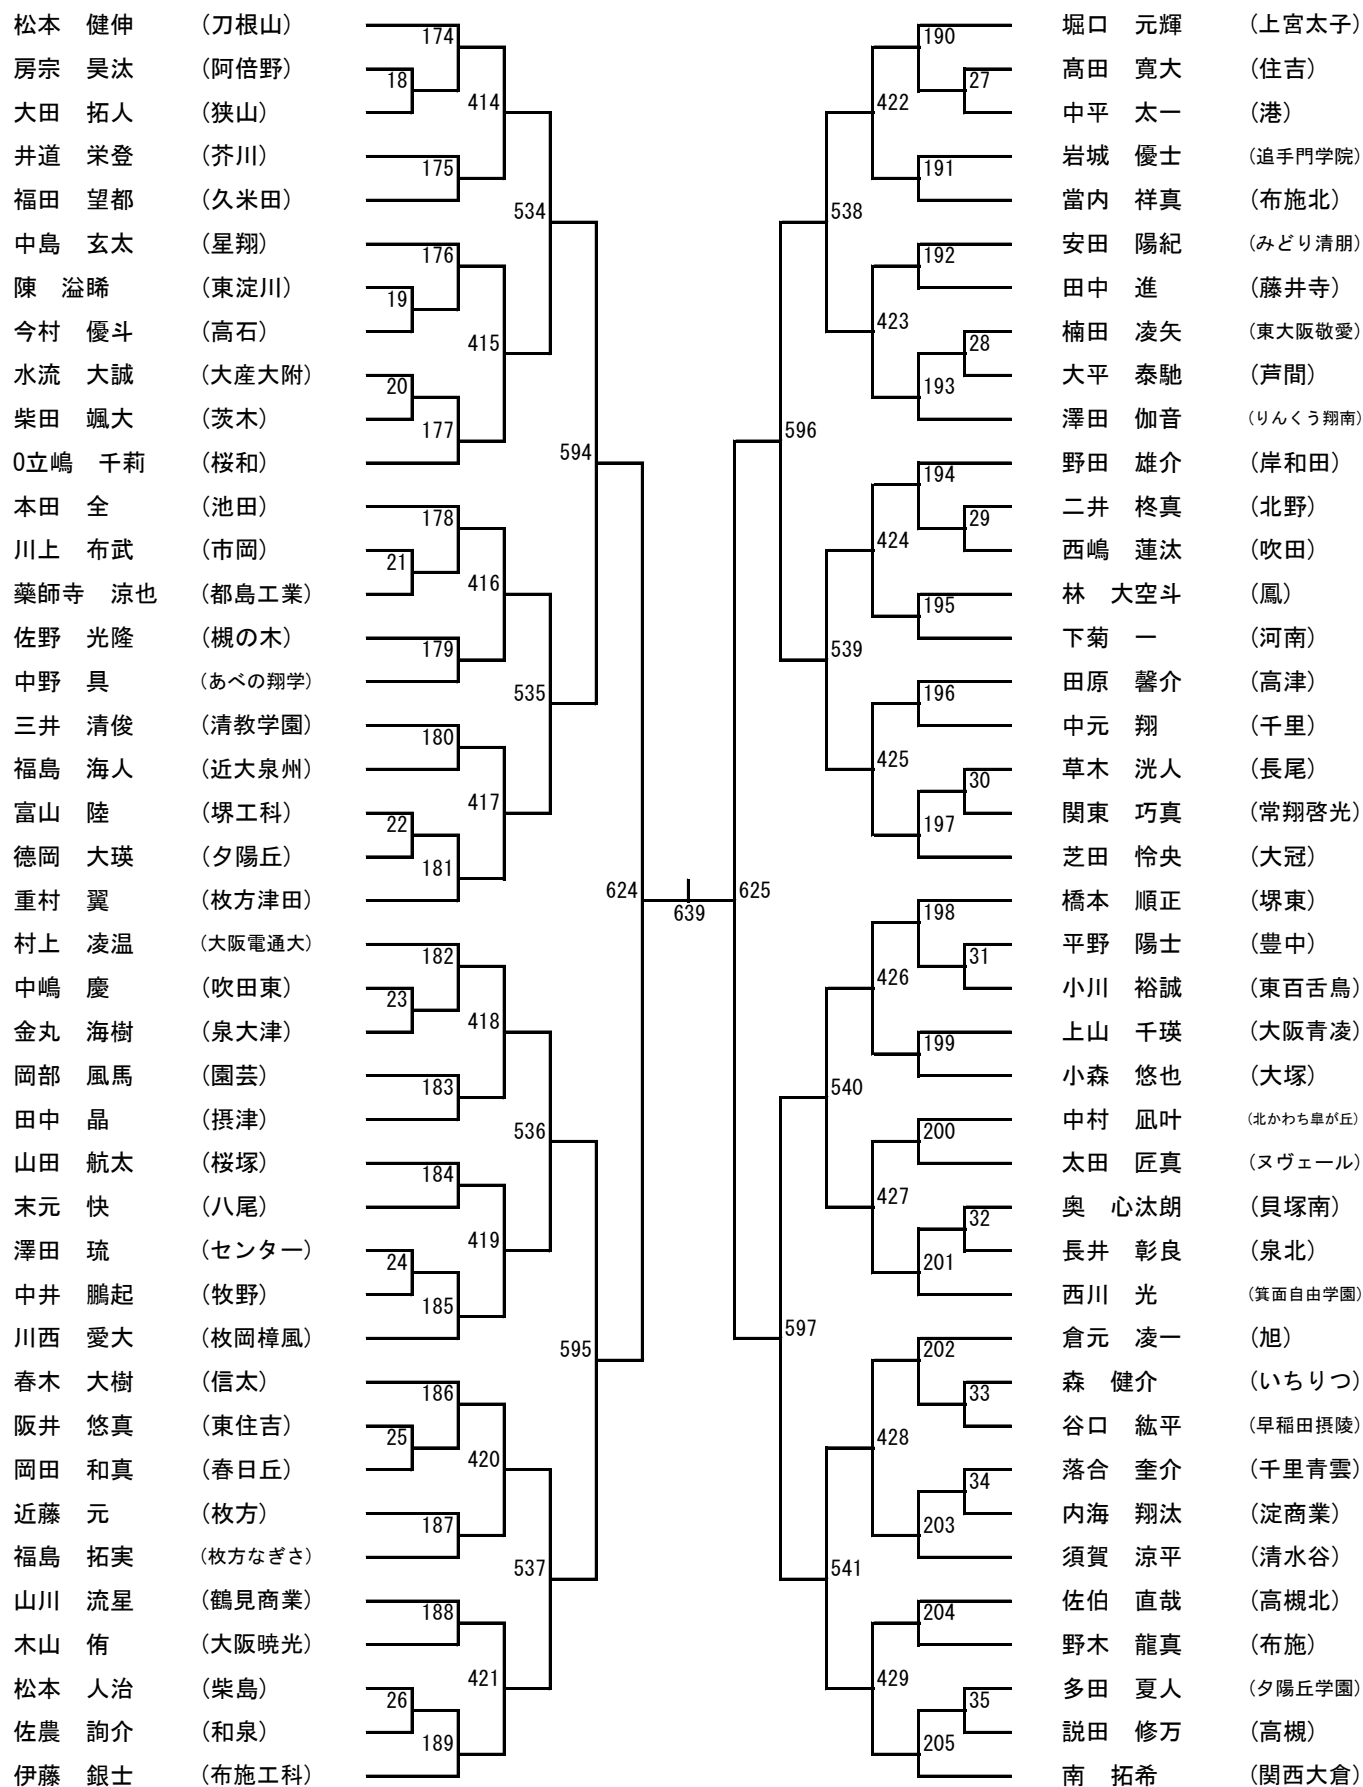 松本　健伸　（刀根山）
房宗　昊汰　（阿倍野）
大田　拓人　（狭山）
井道　栄登　（芥川）
福田　望都　（久米田）
中島　玄太　（星翔）
陳　溢晞　（東淀川）
今村　優斗　（高石）
水流　大誠　（大産大附）
柴田　颯大　（茨木）
0立嶋　千莉　（桜和）
本田　全　（池田）
川上　布武　（市岡）
藥師寺　涼也　（都島工業）
佐野　光隆　（槻の木）
中野　具　（あべの翔学）
三井　清俊　（清教学園）
福島　海人　（近大泉州）
富山　陸　（堺工科）
德岡　大瑛　（夕陽丘）
重村　翼　（枚方津田）
村上　凌温　（大阪電通大）
中嶋　慶　（吹田東）
金丸　海樹　（泉大津）
岡部　風馬　（園芸）
田中　晶　（摂津）
山田　航太　（桜塚）
末元　快　（八尾）
澤田　琉　（センター）
中井　鵬起　（牧野）
川西　愛大　（枚岡樟風）
春木　大樹　（信太）
阪井　悠真　（東住吉）
岡田　和真　（春日丘）
近藤　元　（枚方）
福島　拓実　（枚方なぎさ）
山川　流星　（鶴見商業）
木山　侑　（大阪暁光）
松本　人治　（柴島）
佐農　詢介　（和泉）
伊藤　銀士　（布施工科）
174
18
414
175
534
176
19
415
20
177
594
178
21
416
179
535
180
417
22
181
624
182
23
418
183
536
184
419
24
185
595
186
25
420
187
537
188
421
26
189
639
190
27
422
191
538
192
423
28
193
596
194
29
424
195
539
196
425
30
197
625
198
31
426
199
540
200
427
32
201
597
202
33
428
34
203
541
204
429
35
205
堀口　元輝　（上宮太子）
髙田　寛大　（住吉）
中平　太一　（港）
岩城　優士　（追手門学院）
當内　祥真　（布施北）
安田　陽紀　（みどり清朋）
田中　進　（藤井寺）
楠田　凌矢　（東大阪敬愛）
大平　泰馳　（芦間）
澤田　伽音　（りんくう翔南）
野田　雄介　（岸和田）
二井　柊真　（北野）
西嶋　蓮汰　（吹田）
林　大空斗　（鳳）
下菊　一　（河南）
田原　馨介　（高津）
中元　翔　（千里）
草木　洸人　（長尾）
関東　巧真　（常翔啓光）
芝田　怜央　（大冠）
橋本　順正　（堺東）
平野　陽士　（豊中）
小川　裕誠　（東百舌鳥）
上山　千瑛　（大阪青凌）
小森　悠也　（大塚）
中村　凪叶　（北かわち皐が丘）
太田　匠真　（ヌヴェール）
奥　心汰朗　（貝塚南）
長井　彰良　（泉北）
西川　光　（箕面自由学園）
倉元　凌一　（旭）
森　健介　（いちりつ）
谷口　紘平　（早稲田摂陵）
落合　奎介　（千里青雲）
内海　翔汰　（淀商業）
須賀　涼平　（清水谷）
佐伯　直哉　（高槻北）
野木　龍真　（布施）
多田　夏人　（夕陽丘学園）
説田　修万　（高槻）
南　拓希　（関西大倉）